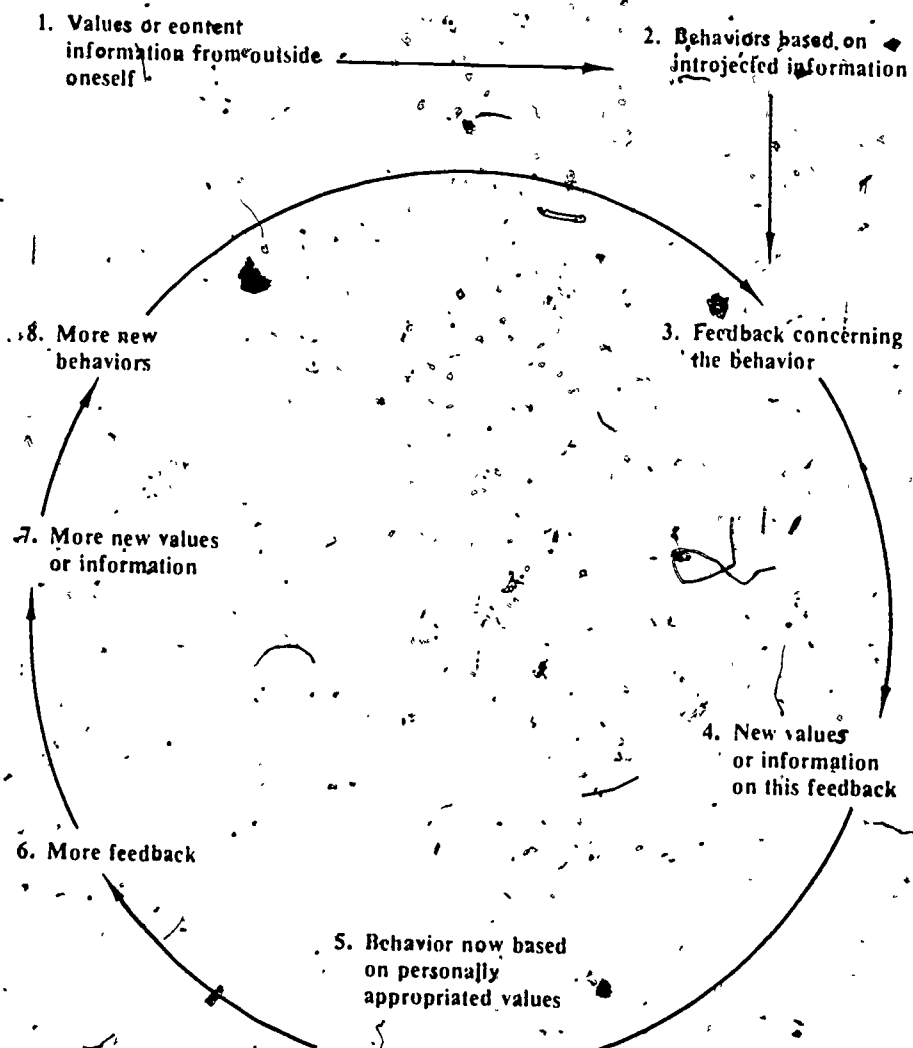 1. Values or content
information from outside
oneself
2. Behaviors based on
introjected information
3. Feedback concerning
the behavior
4. New values
or information
on this feedback
5. Behavior now based
on personally
appropriated values
6. More feedback
7. More new values
or information
8. More new
behaviors